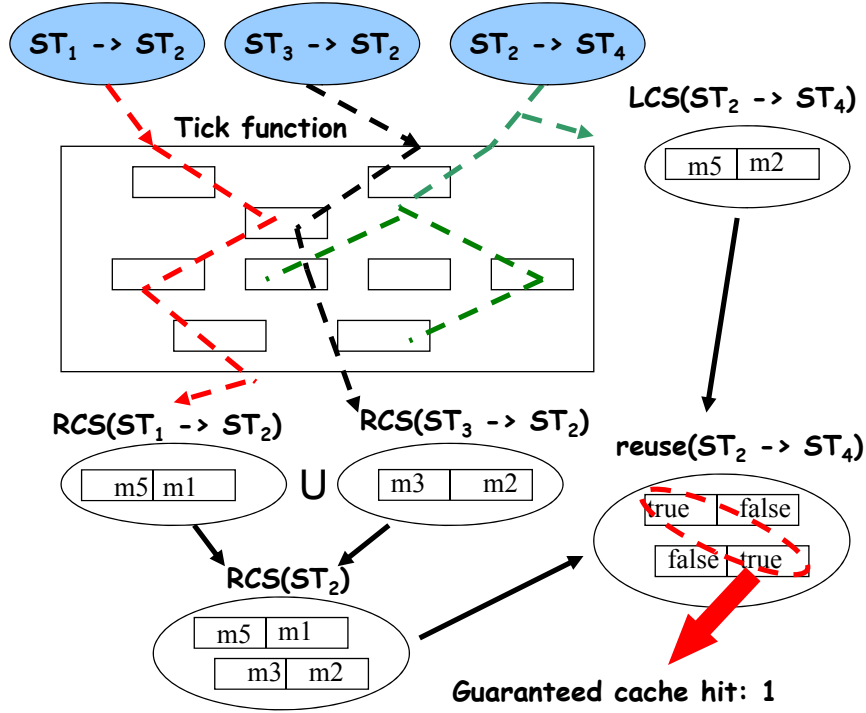 ST₁ -> ST₂ ST₃ -> ST₂ ST₂ -> ST₄
LCS(ST₂ -> ST₄)
Tick function
m5 m2
RCS(ST₁ -> ST₂) RCS(ST₃ -> ST₂)
reuse(ST₂ -> ST₄)
m5 m1 U m3 m2
true false
false true
RCS(ST₂)
m5 m1
m3 m2
Guaranteed cache hit: 1